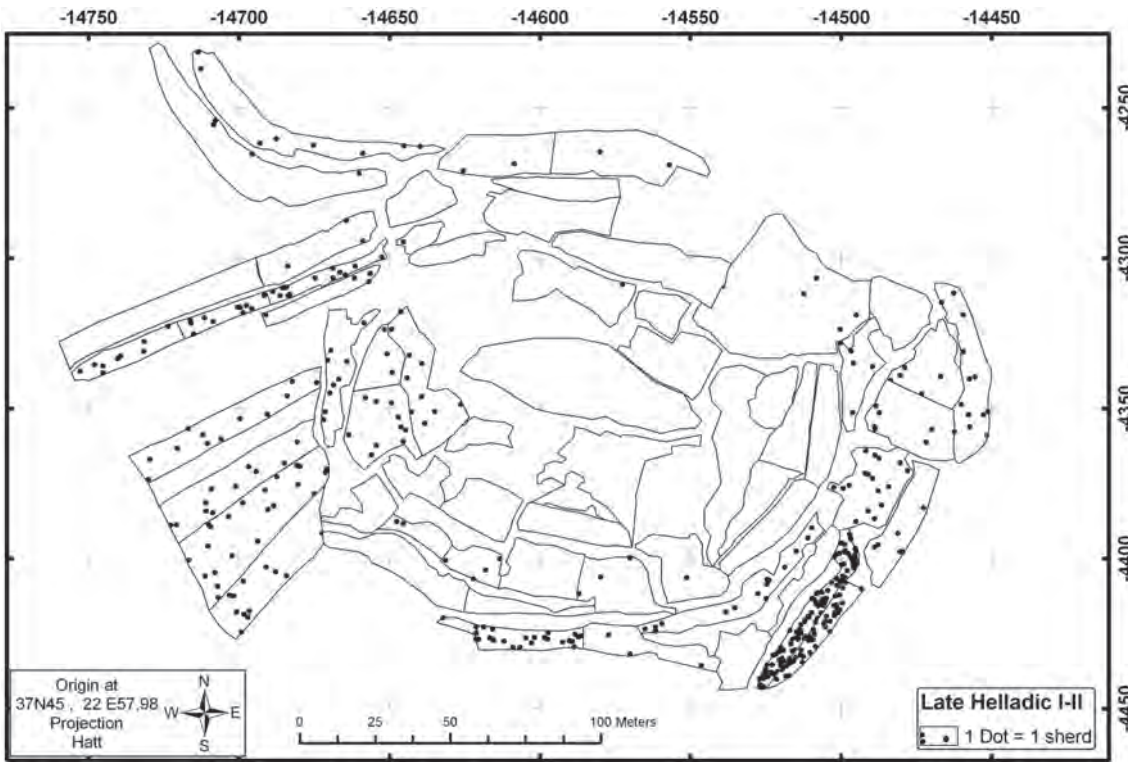 -14750 -14700 -14650 -14600 -14550 -14500 -14450
-4250
-4300
-4350
-4400
-4450
Origin at
37N45 , 22 E57,98
Projection
Hatt
N
W E
S
0 25 50 100 Meters
Late Helladic I-II
1 Dot = 1 sherd